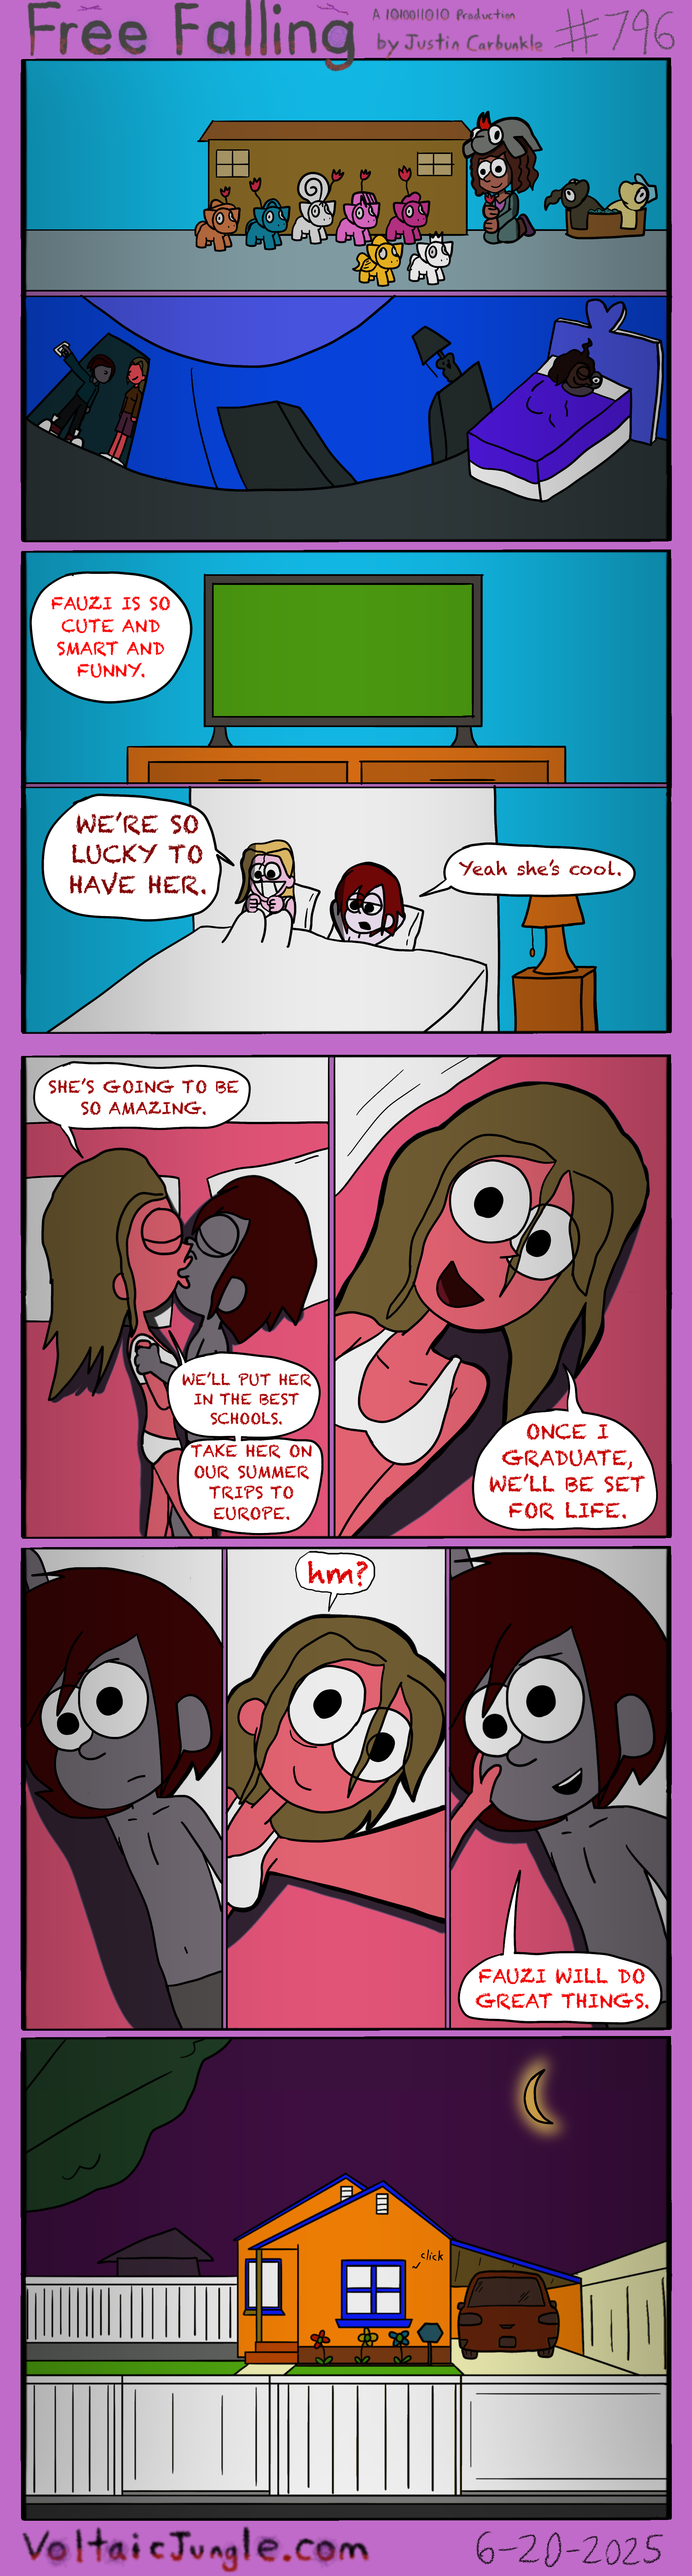 Free Falling
A 1010011010 Production
by Justin Carbunkle
#796
FAUZI IS SO
CUTE AND
SMART AND
FUNNY.
WE'RE SO
LUCKY TO
HAVE HER.
Yeah she's cool.
SHE'S GOING TO BE
SO AMAZING.
WE'LL PUT HER
IN THE BEST
SCHOOLS.
TAKE HER ON
OUR SUMMER
TRIPS TO
EUROPE.
ONCE I
GRADUATE,
WE'LL BE SET
FOR LIFE.
hm?
FAUZI WILL DO
GREAT THINGS.
click
VoltaicJungle.com
6-20-2025